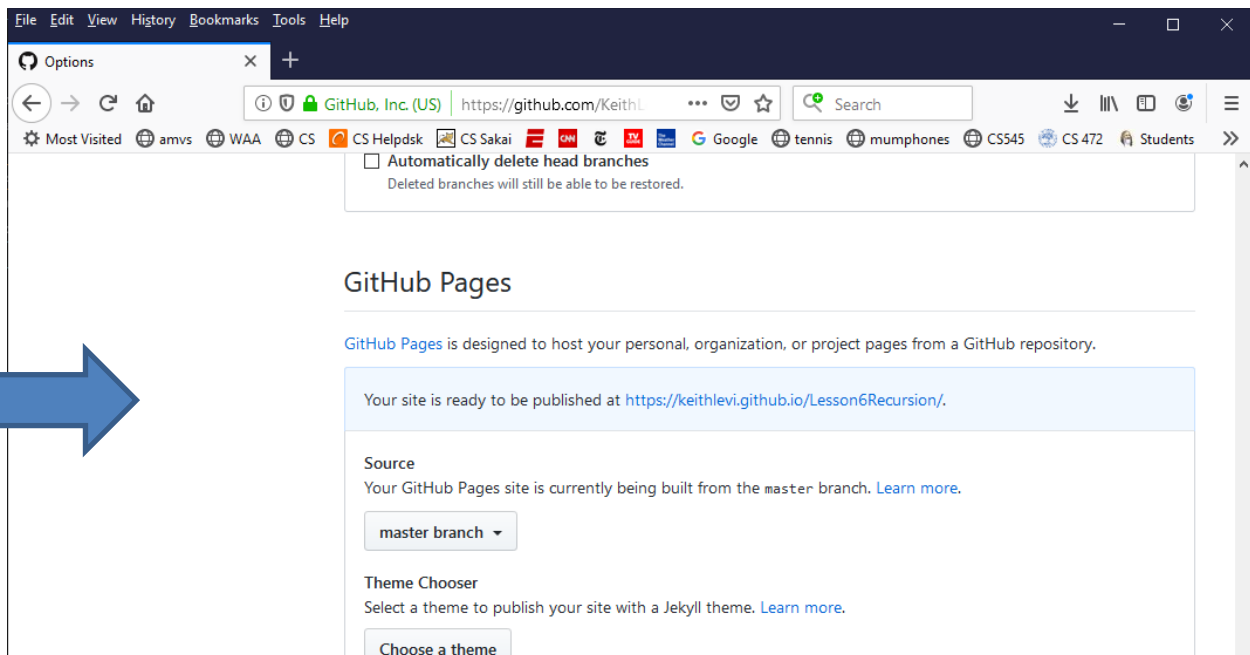 File Edit View History Bookmarks Tools Help
Options
GitHub, Inc. (US) https://github.com/KeithL Search
Most Visited amvs WAA CS CS Helpdsk CS Sakai CNN TV GUIDE G Google tennis mumphones CS545 CS 472 Students
Automatically delete head branches
Deleted branches will still be able to be restored.
GitHub Pages
GitHub Pages is designed to host your personal, organization, or project pages from a GitHub repository.
Your site is ready to be published at https://keithlevi.github.io/Lesson6Recursion/.
Source
Your GitHub Pages site is currently being built from the master branch. Learn more.
master branch
Theme Chooser
Select a theme to publish your site with a Jekyll theme. Learn more.
Choose a theme